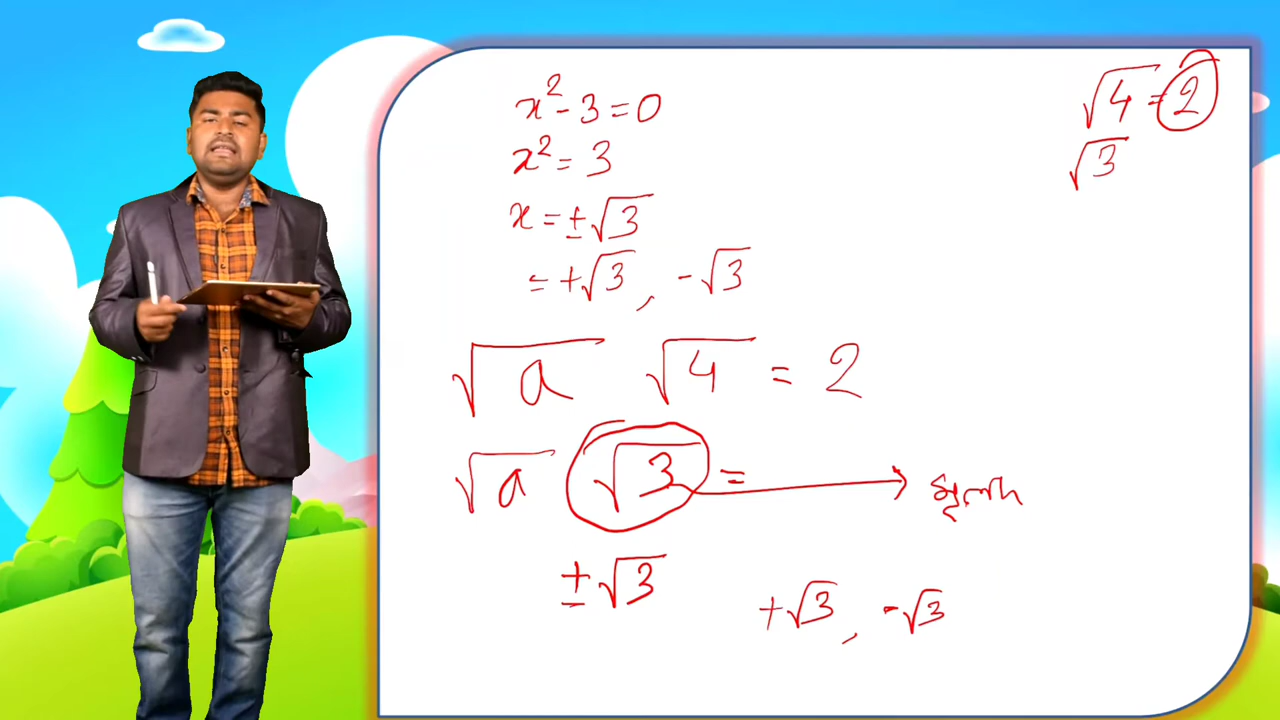 x² - 3 = 0
x² = 3
x = ±√3
= +√3, -√3
√4 = 2
√3
√a √4 = 2
√a √3 =
±√3
+√3, -√3